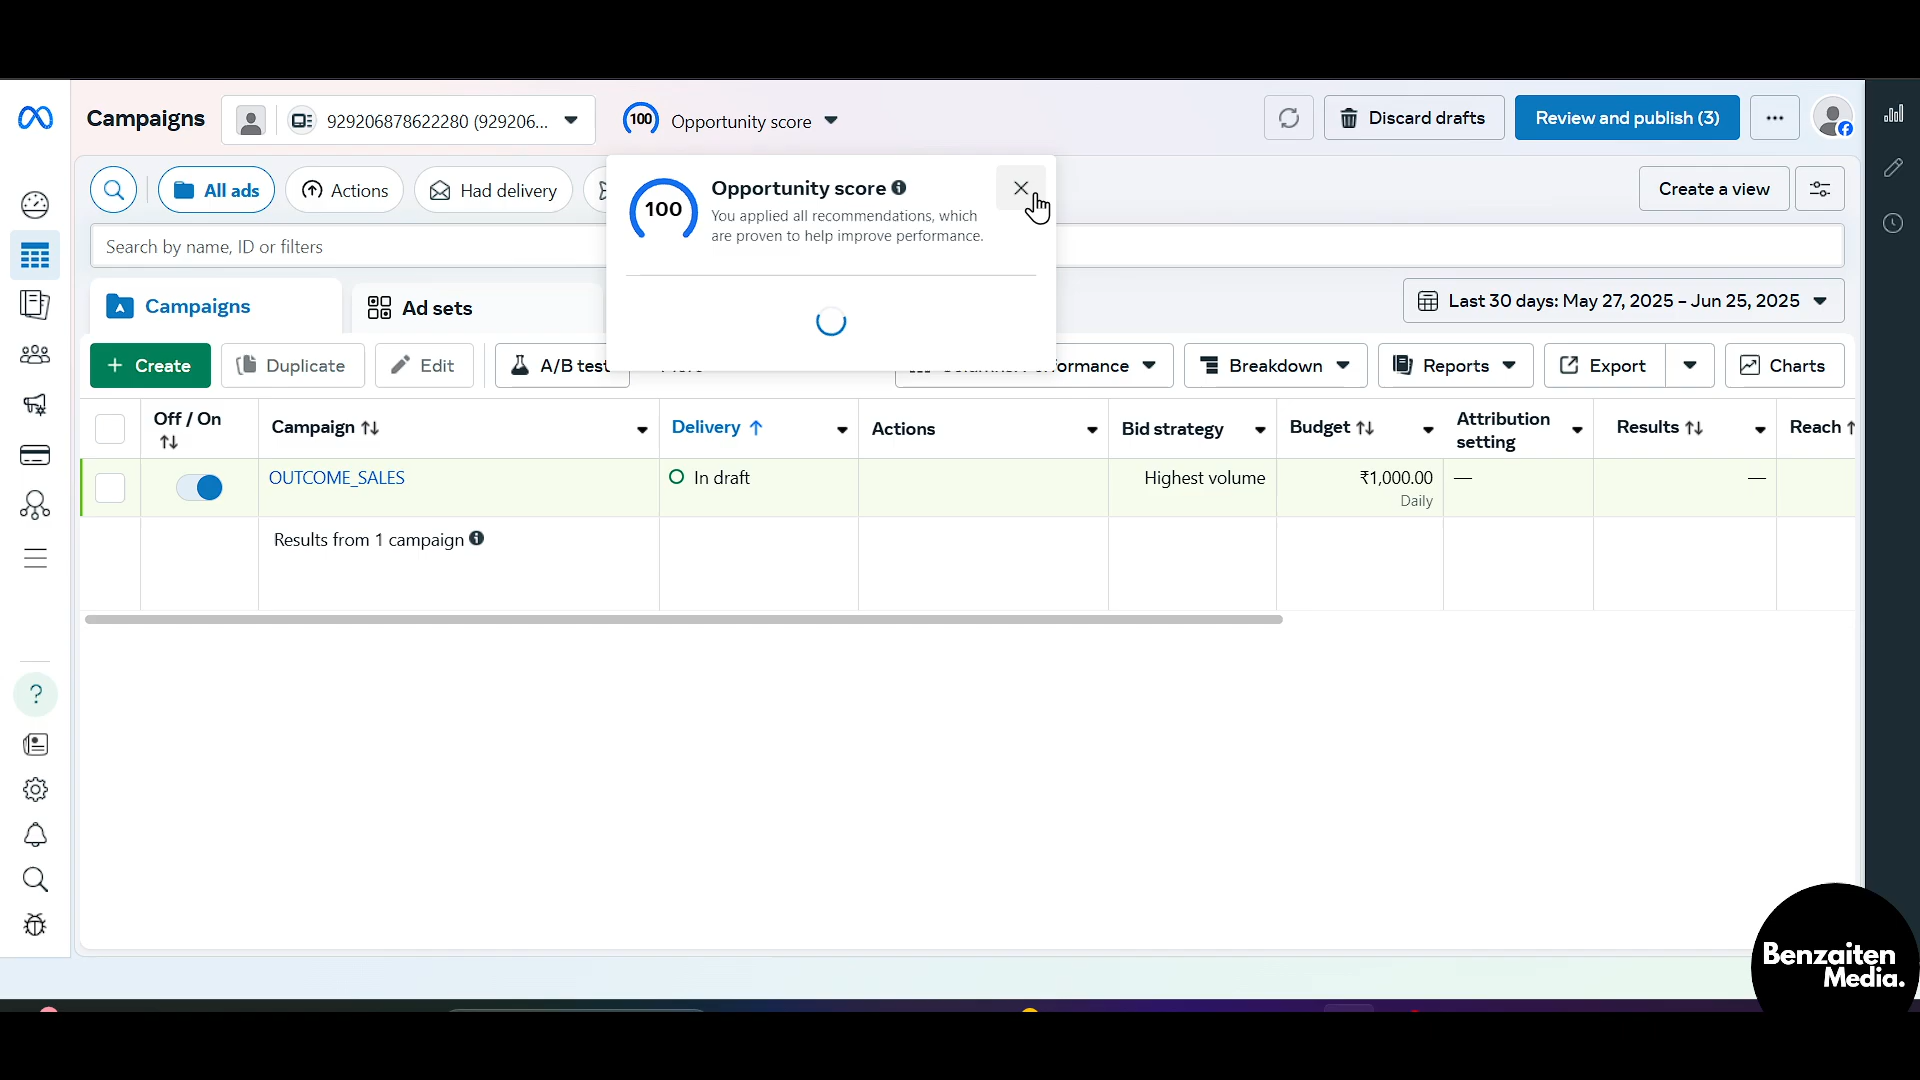 Campaigns
929206878622280 (929206...
100
Opportunity score
Discard drafts
Review and publish (3)
All ads
Actions
Had delivery
100
Opportunity score
You applied all recommendations, which
are proven to help improve performance.
Create a view
Search by name, ID or filters
Campaigns
Ad sets
Last 30 days: May 27, 2025 – Jun 25, 2025
+ Create
Duplicate
Edit
A/B test
Breakdown
Reports
Export
Charts
Off / On
Campaign
Delivery
Actions
Bid strategy
Budget
Attribution
setting
Results
Reach
OUTCOME_SALES
In draft
Highest volume
₹1,000.00
Daily
—
—
Results from 1 campaign
?
Benzaiten
Media.